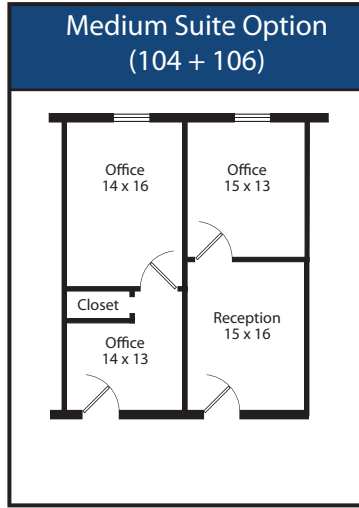 Medium Suite Option
(104 + 106)
Office
14 x 16
Office
15 x 13
Closet
Office
14 x 13
Reception
15 x 16